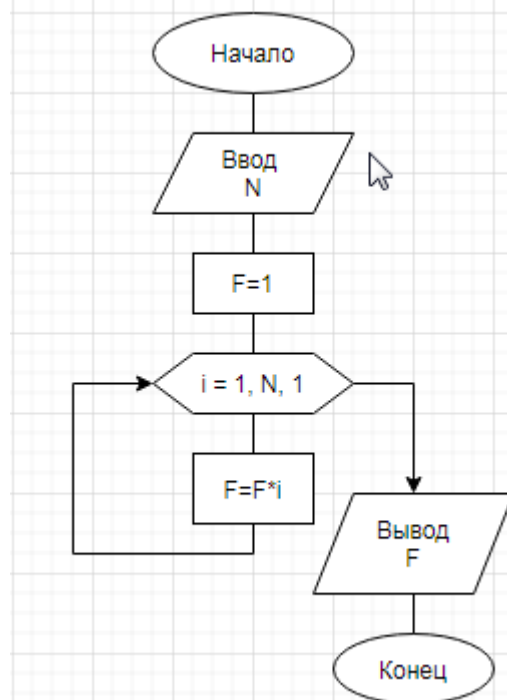 Начало
Ввод
N
F=1
i = 1, N, 1
F=F*i
Вывод
F
Конец